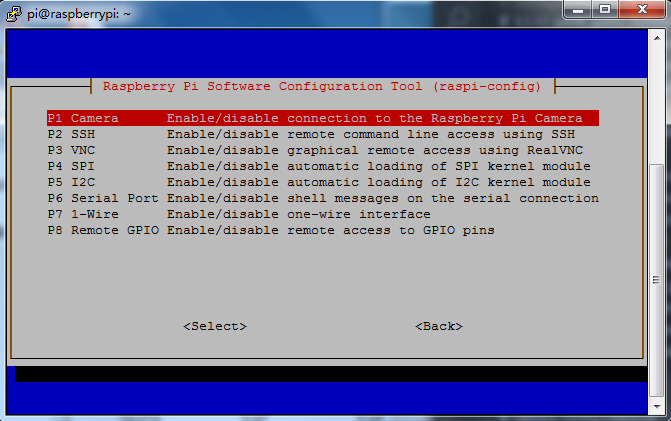 pi@raspberrypi: ~
Raspberry Pi Software Configuration Tool (raspi-config)
P1 Camera Enable/disable connection to the Raspberry Pi Camera
P2 SSH Enable/disable remote command line access using SSH
P3 VNC Enable/disable graphical remote access using RealVNC
P4 SPI Enable/disable automatic loading of SPI kernel module
P5 I2C Enable/disable automatic loading of I2C kernel module
P6 Serial Port Enable/disable shell messages on the serial connection
P7 1-Wire Enable/disable one-wire interface
P8 Remote GPIO Enable/disable remote access to GPIO pins
<Select> <Back>